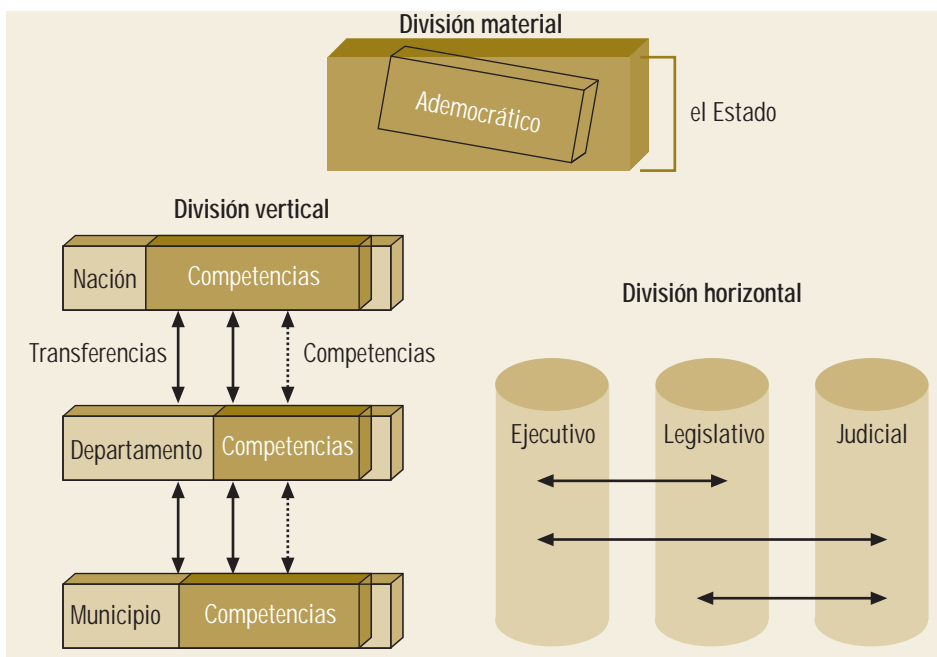 División material
Ademocrático
el Estado
División vertical
Nación
Competencias
Transferencias
Competencias
Departamento
Competencias
Municipio
Competencias
División horizontal
Ejecutivo
Legislativo
Judicial